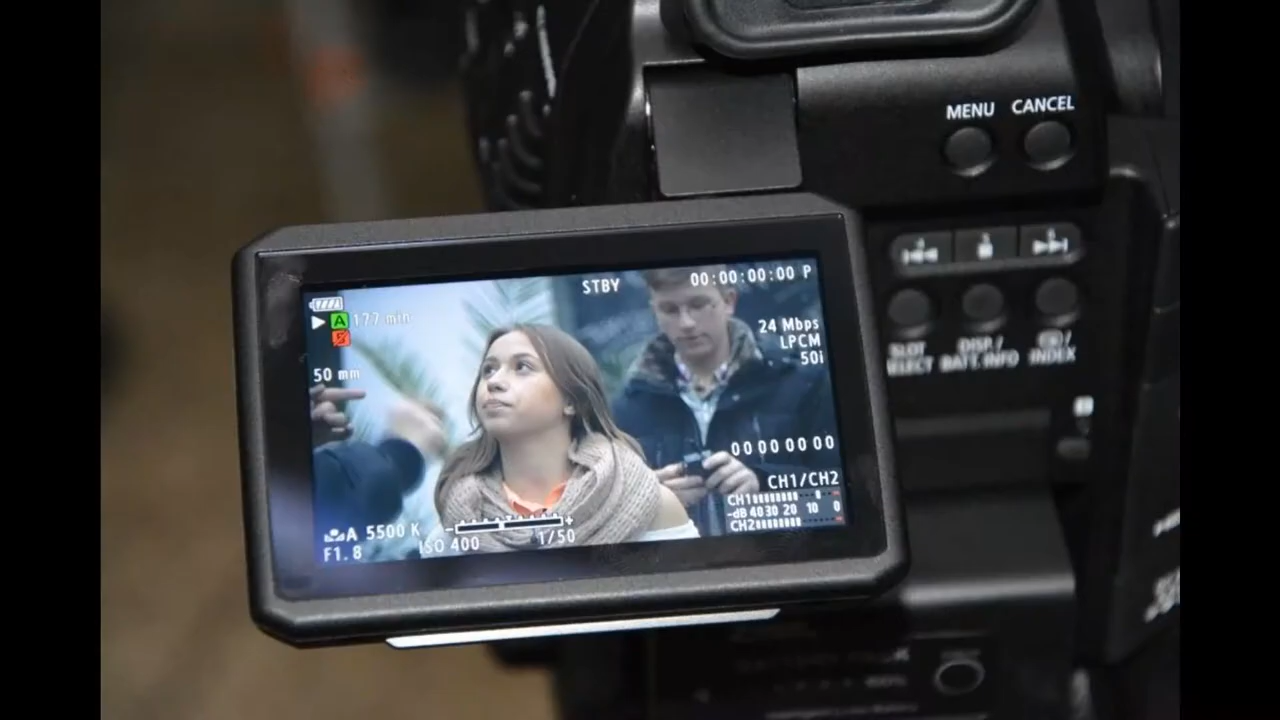 MENU CANCEL
STBY 00:00:00:00 P
A 177 min
24 Mbps
LPCM
50i
50 mm
SLOT SELECT DISP./ BATT.INFO / INDEX
00 00 00 00
CH1/CH2
CH1
-dB 40 30 20 10 0
CH2
A 5500 K - +
F1.8 ISO 400 1/50